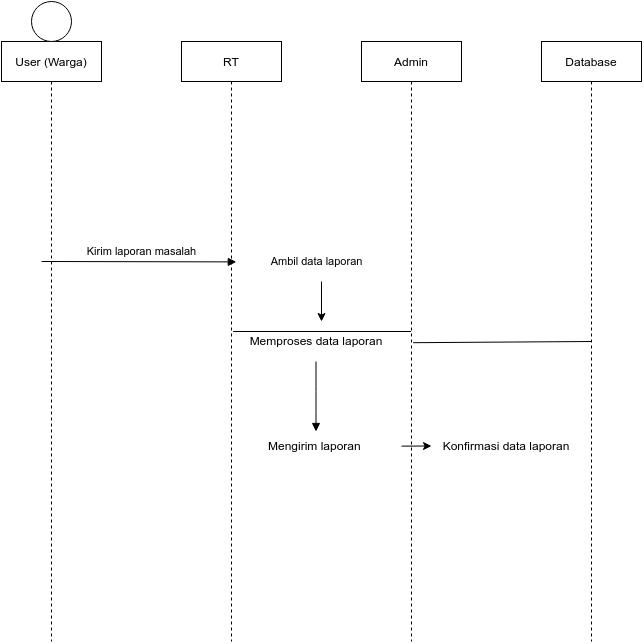 User (Warga)
RT
Admin
Database
Kirim laporan masalah
Ambil data laporan
Memproses data laporan
Mengirim laporan
Konfirmasi data laporan